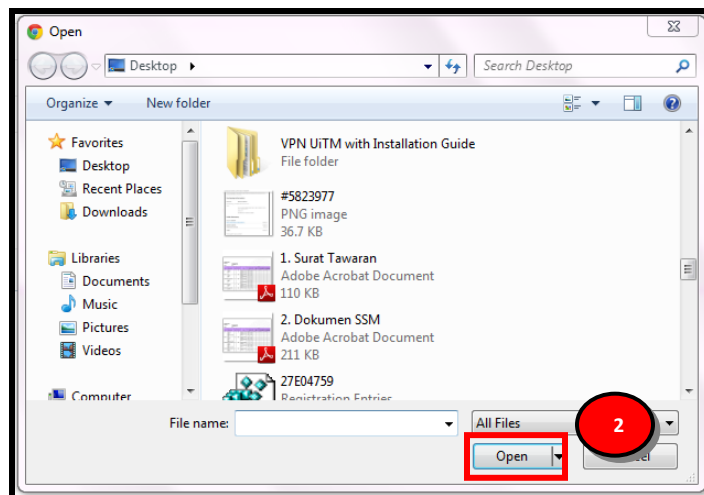 Open
Desktop
Search Desktop
Organize
New folder
Favorites
Desktop
Recent Places
Downloads
Libraries
Documents
Music
Pictures
Videos
Computer
VPN UiTM with Installation Guide
File folder
#5823977
PNG image
36.7 KB
1. Surat Tawaran
Adobe Acrobat Document
110 KB
2. Dokumen SSM
Adobe Acrobat Document
211 KB
27E04759
Registration Entries
File name:
All Files
2
Open